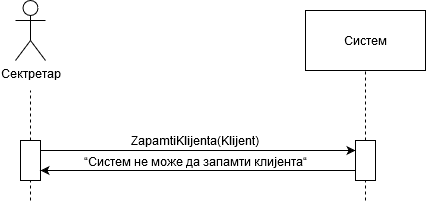 Систем
Сектретар
ZapamtiKlijenta(Klijent)
“Систем не може да запамти клијента“